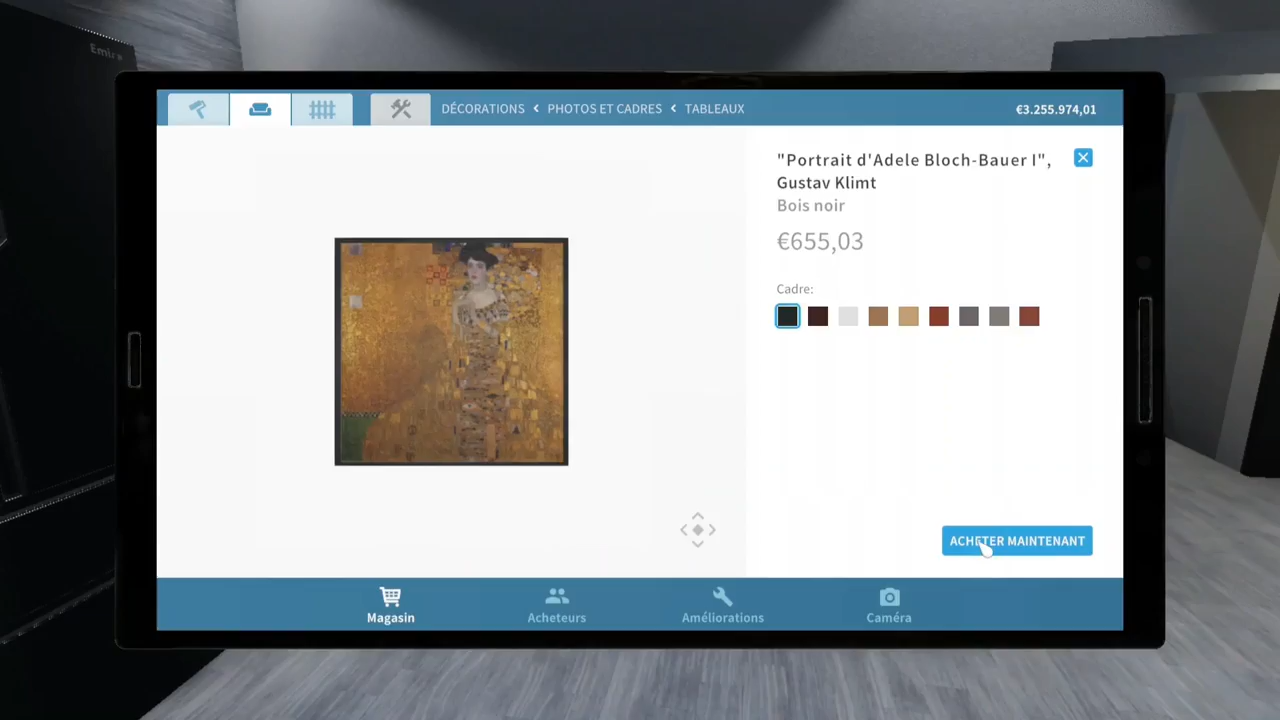 DÉCORATIONS < PHOTOS ET CADRES < TABLEAUX
€3.255.974,01
"Portrait d'Adele Bloch-Bauer I",
Gustav Klimt
Bois noir
€655,03
Cadre:
ACHETER MAINTENANT
Magasin
Acheteurs
Améliorations
Caméra